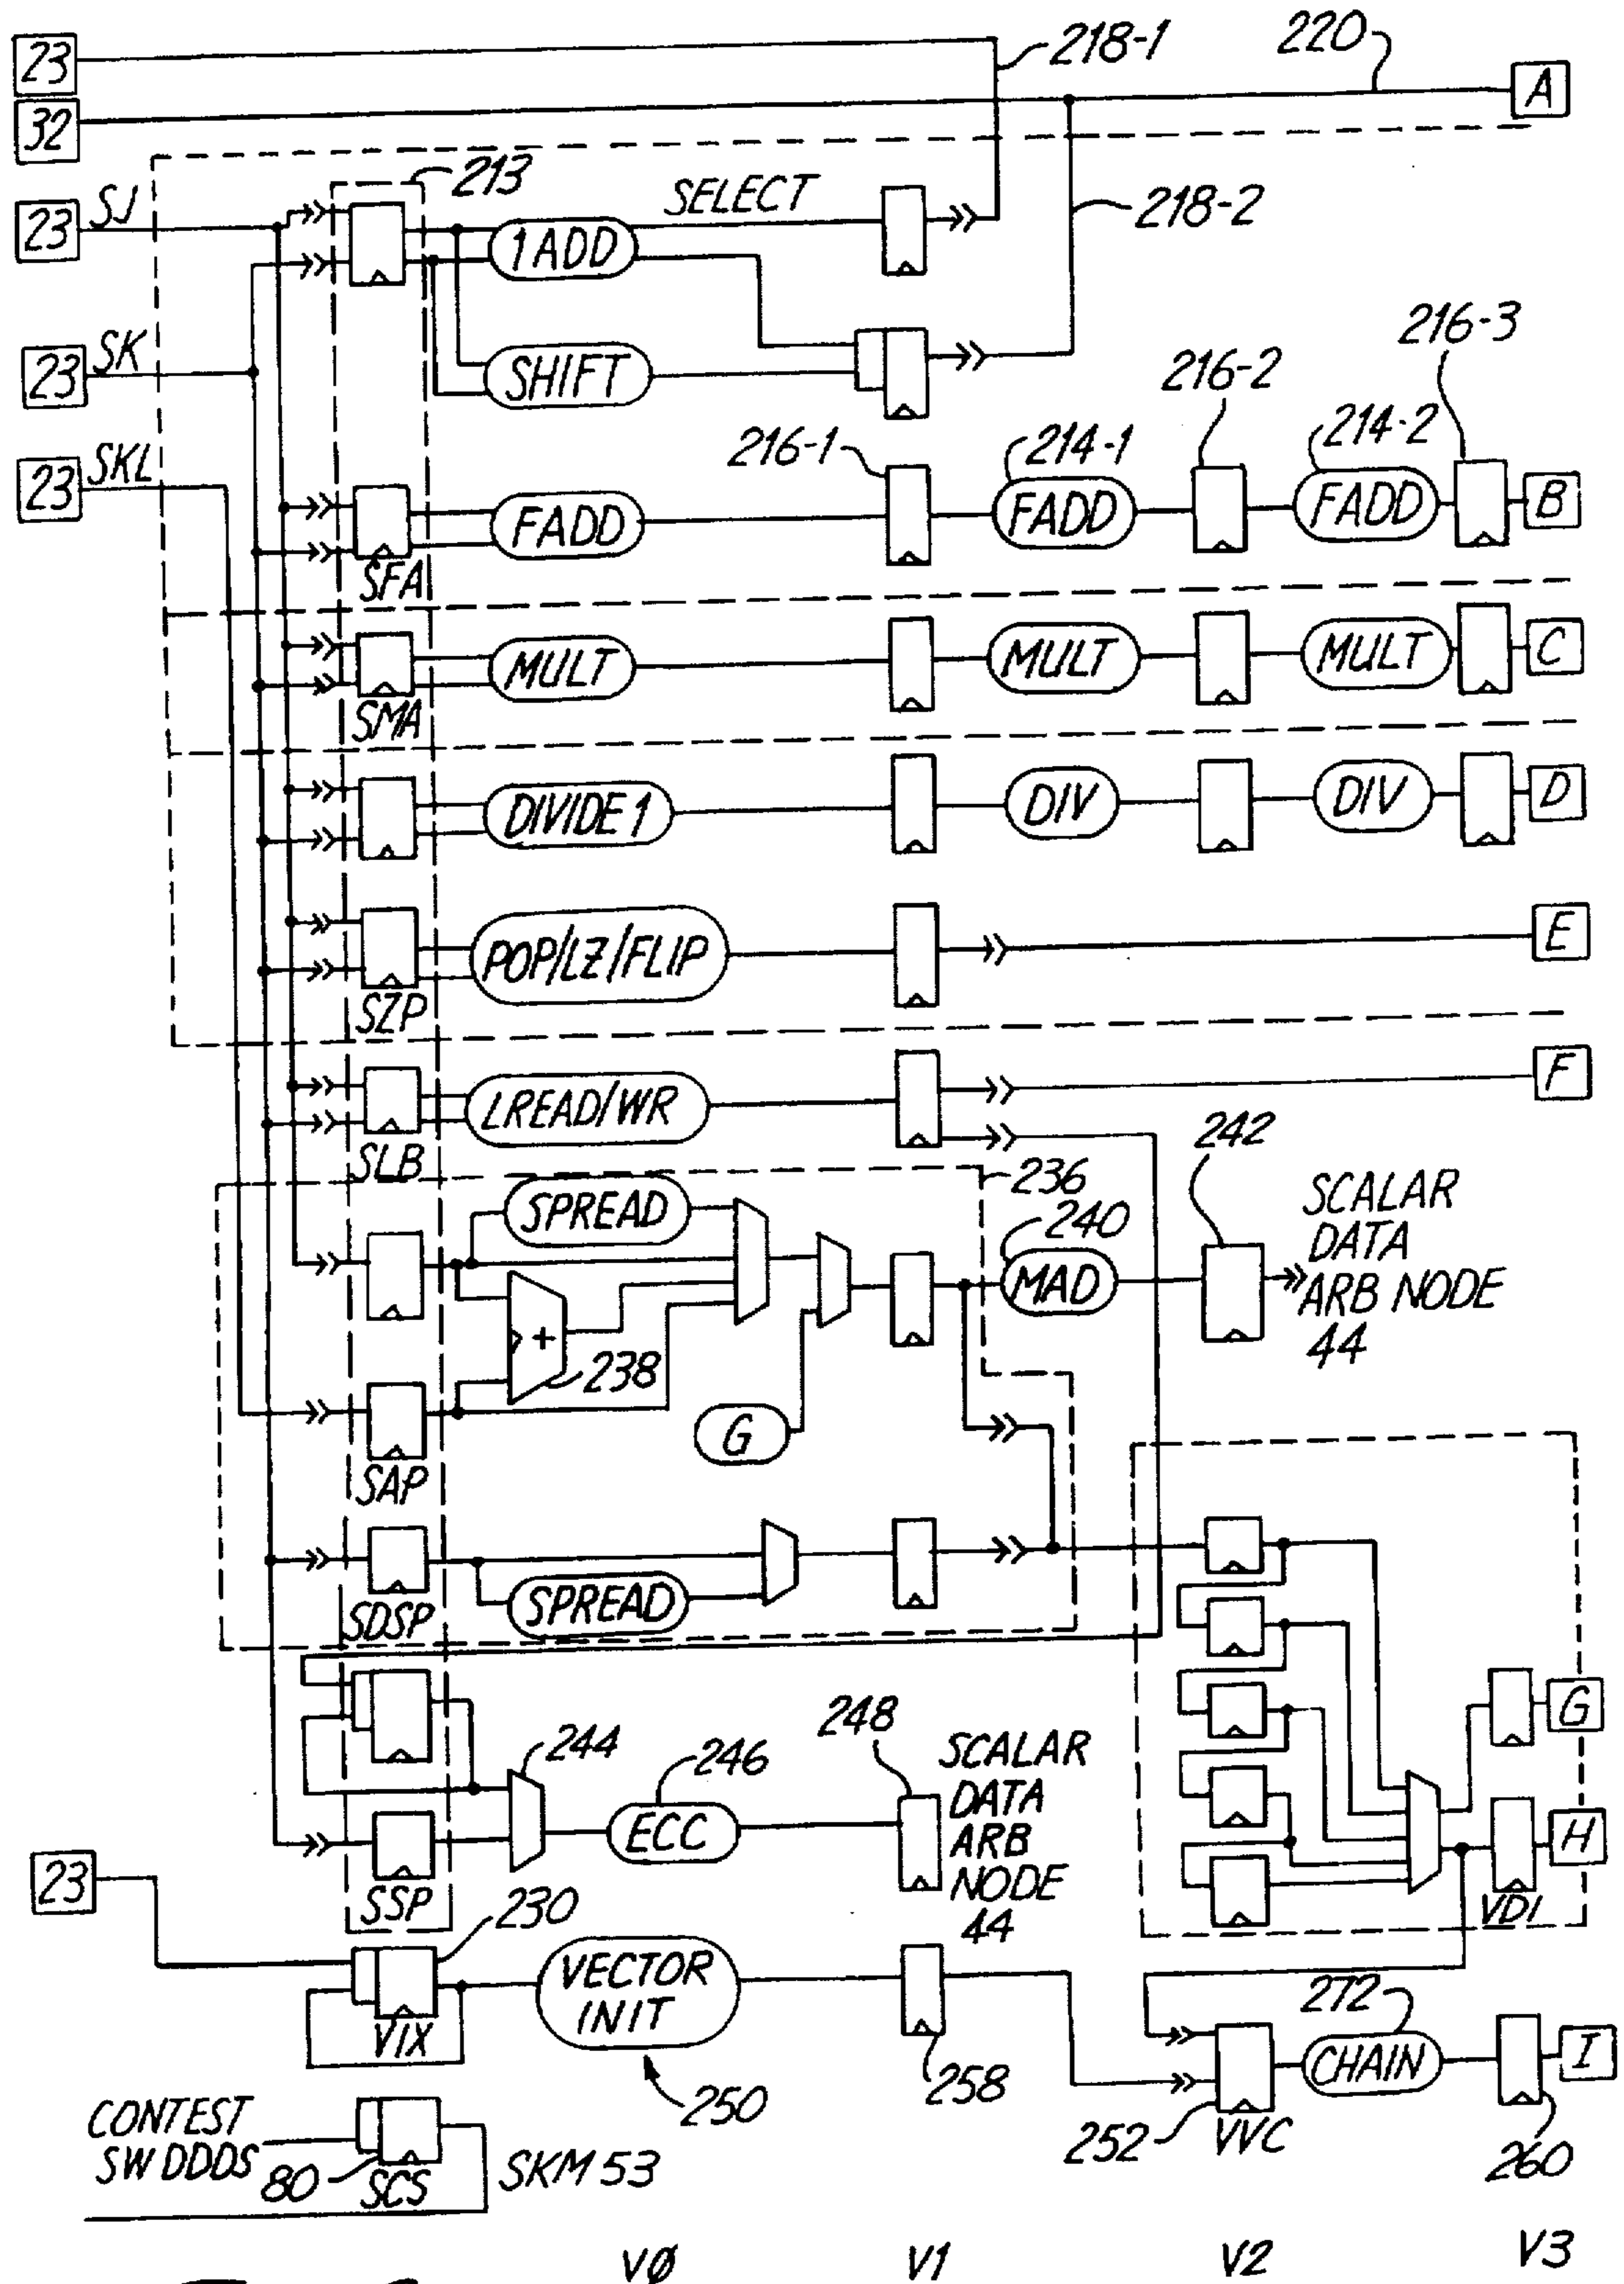 23
218-1
220
A
32
213
SELECT
SJ
23
1ADD
218-2
SK
23
SHIFT
216-3
216-2
SKL
23
216-1
214-1
214-2
FADD
FADD
FADD
B
SFA
MULT
MULT
MULT
C
SMA
DIVIDE 1
DIV
DIV
D
POP/LZ/FLIP
E
SZP
LREAD/WR
F
SLB
242
236
SPREAD
240
SCALAR
DATA
ARB NODE
44
MAD
+
238
G
SAP
SDSP
SPREAD
244
246
248
SCALAR
DATA
ARB
NODE
44
ECC
G
H
23
SSP
VDI
230
VECTOR
INIT
VIX
250
258
272
CHAIN
I
252
VVC
260
CONTEST
SW DDDS
80
SCS
SKM 53
VØ
V1
V2
V3